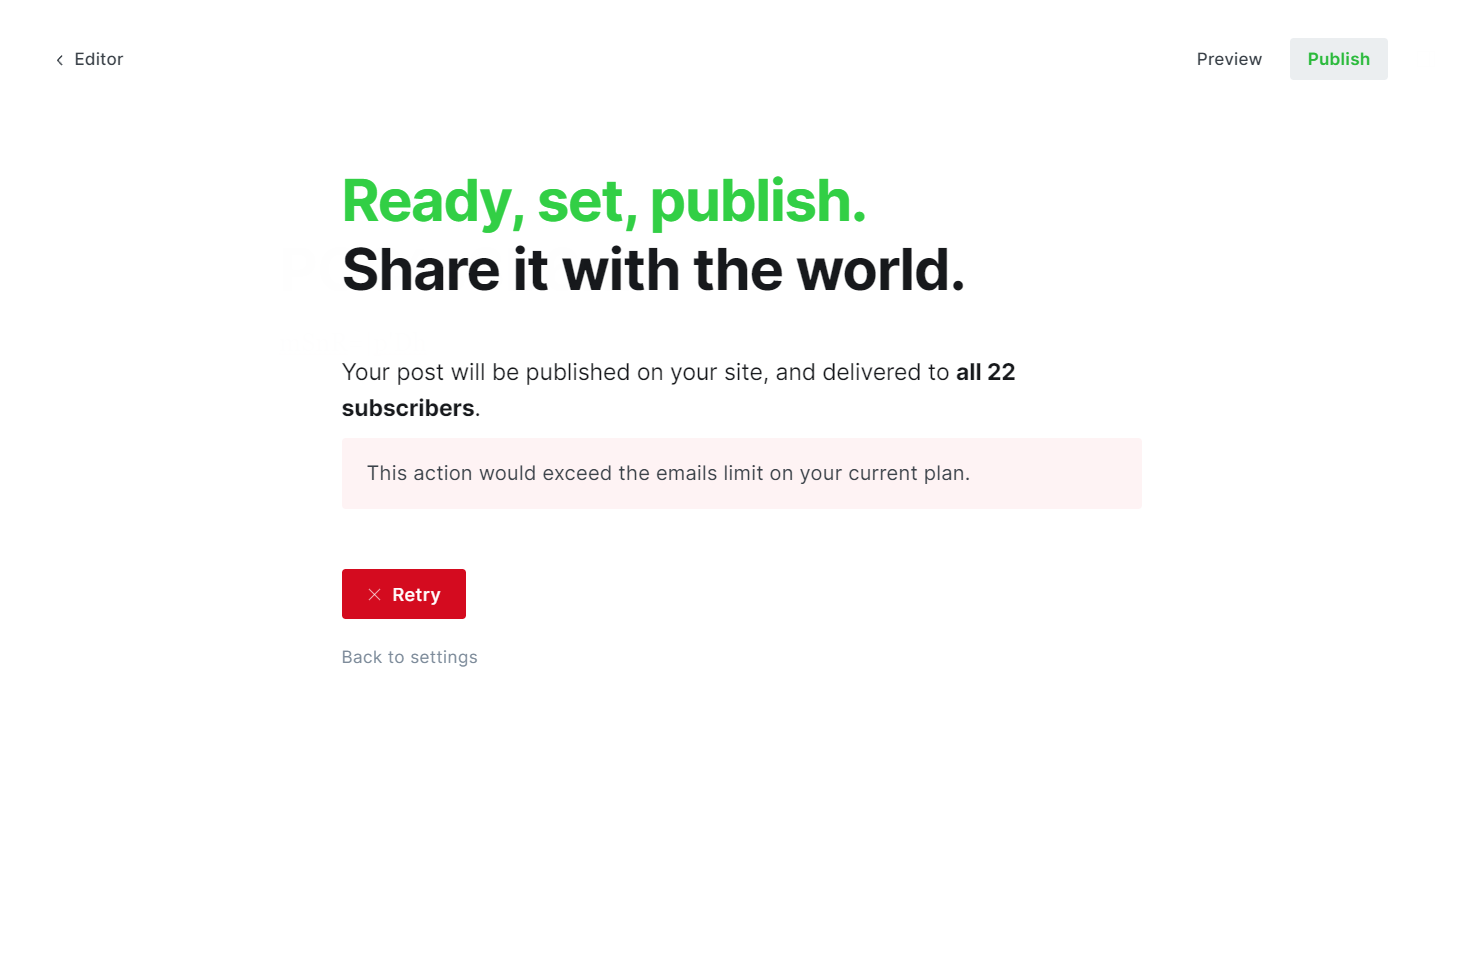 Editor
Preview
Publish
Ready, set, publish.
Share it with the world.
Your post will be published on your site, and delivered to all 22
subscribers.
This action would exceed the emails limit on your current plan.
Retry
Back to settings